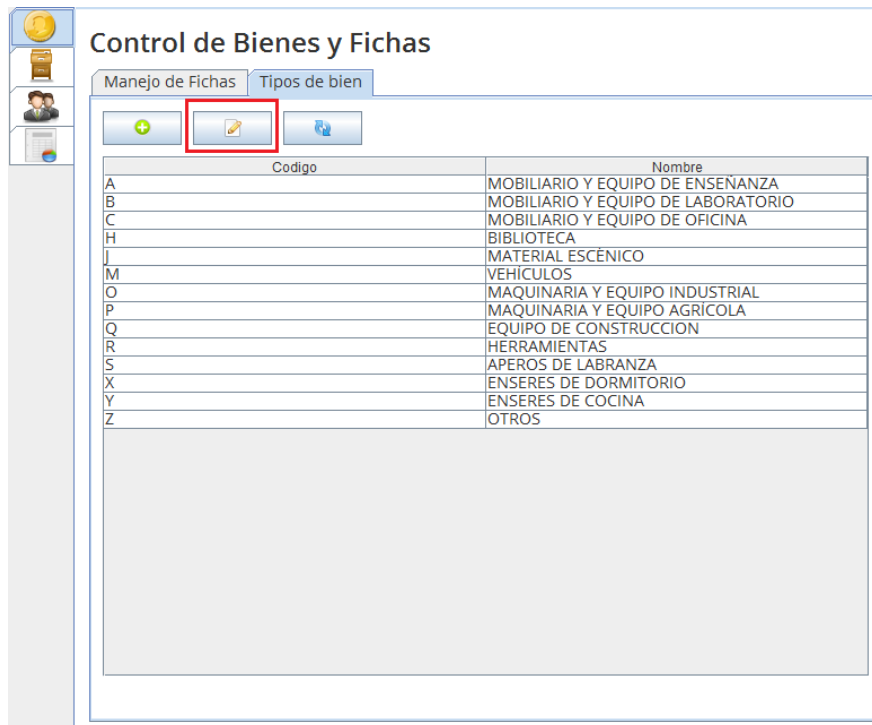 Control de Bienes y Fichas
Manejo de Fichas Tipos de bien
Codigo Nombre
A MOBILIARIO Y EQUIPO DE ENSEÑANZA
B MOBILIARIO Y EQUIPO DE LABORATORIO
C MOBILIARIO Y EQUIPO DE OFICINA
H BIBLIOTECA
J MATERIAL ESCÉNICO
M VEHÍCULOS
O MAQUINARIA Y EQUIPO INDUSTRIAL
P MAQUINARIA Y EQUIPO AGRÍCOLA
Q EQUIPO DE CONSTRUCCION
R HERRAMIENTAS
S APEROS DE LABRANZA
X ENSERES DE DORMITORIO
Y ENSERES DE COCINA
Z OTROS